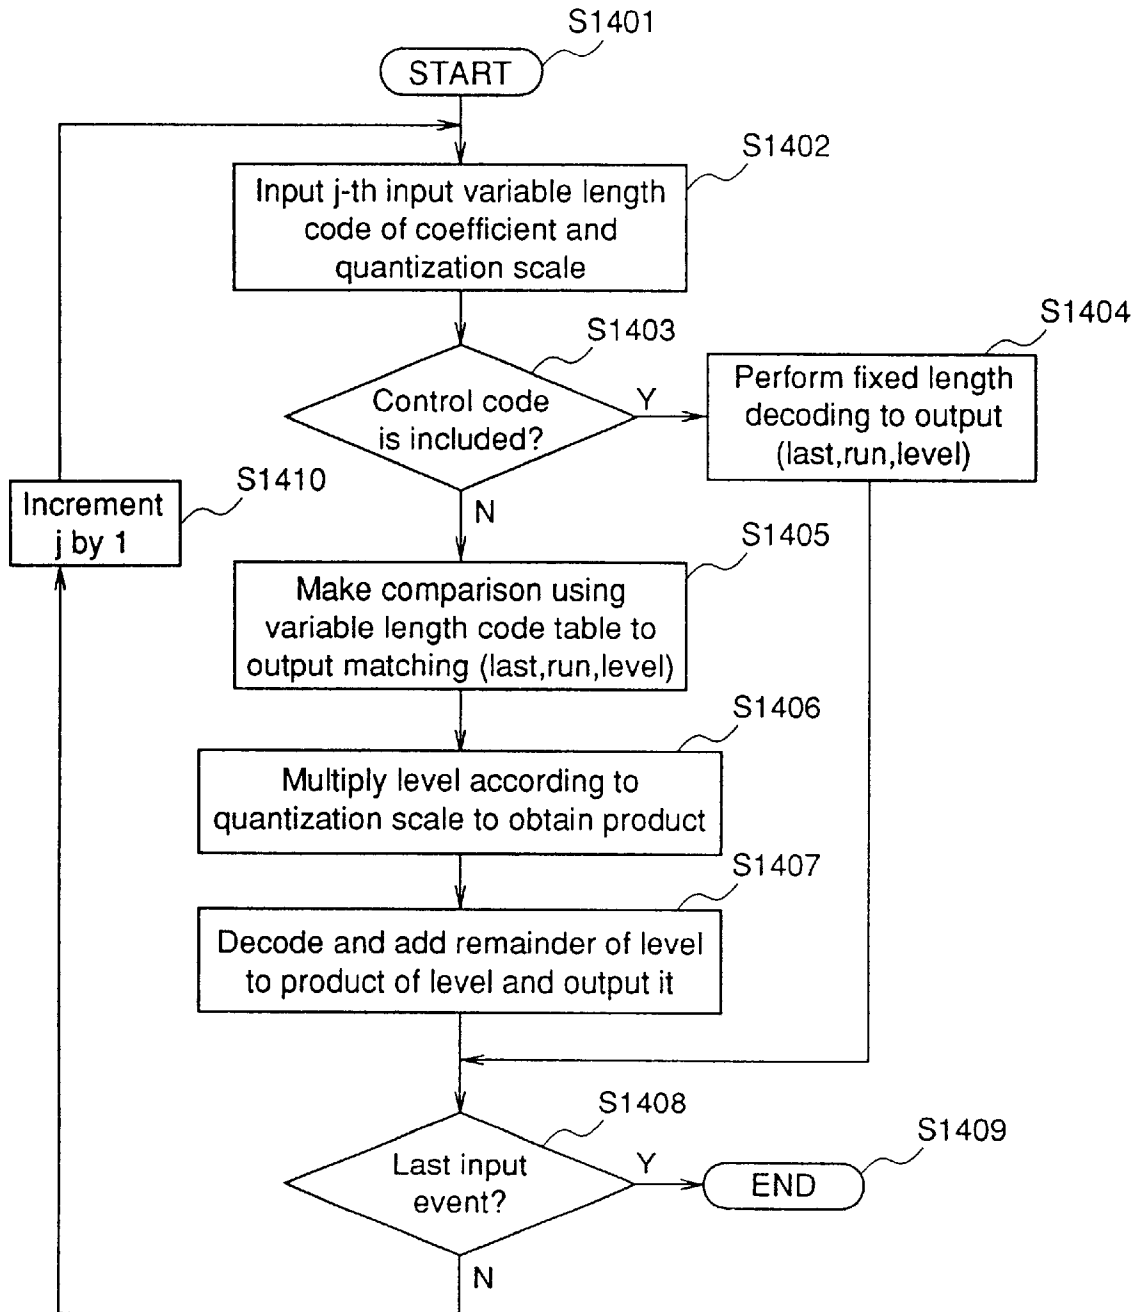 S1401
START
S1402
Input j-th input variable length
code of coefficient and
quantization scale
S1403
S1404
Control code
is included?
Y
Perform fixed length
decoding to output
(last,run,level)
N
S1410
Increment
j by 1
S1405
Make comparison using
variable length code table to
output matching (last,run,level)
S1406
Multiply level according to
quantization scale to obtain product
S1407
Decode and add remainder of level
to product of level and output it
S1408
Last input
event?
Y
S1409
END
N